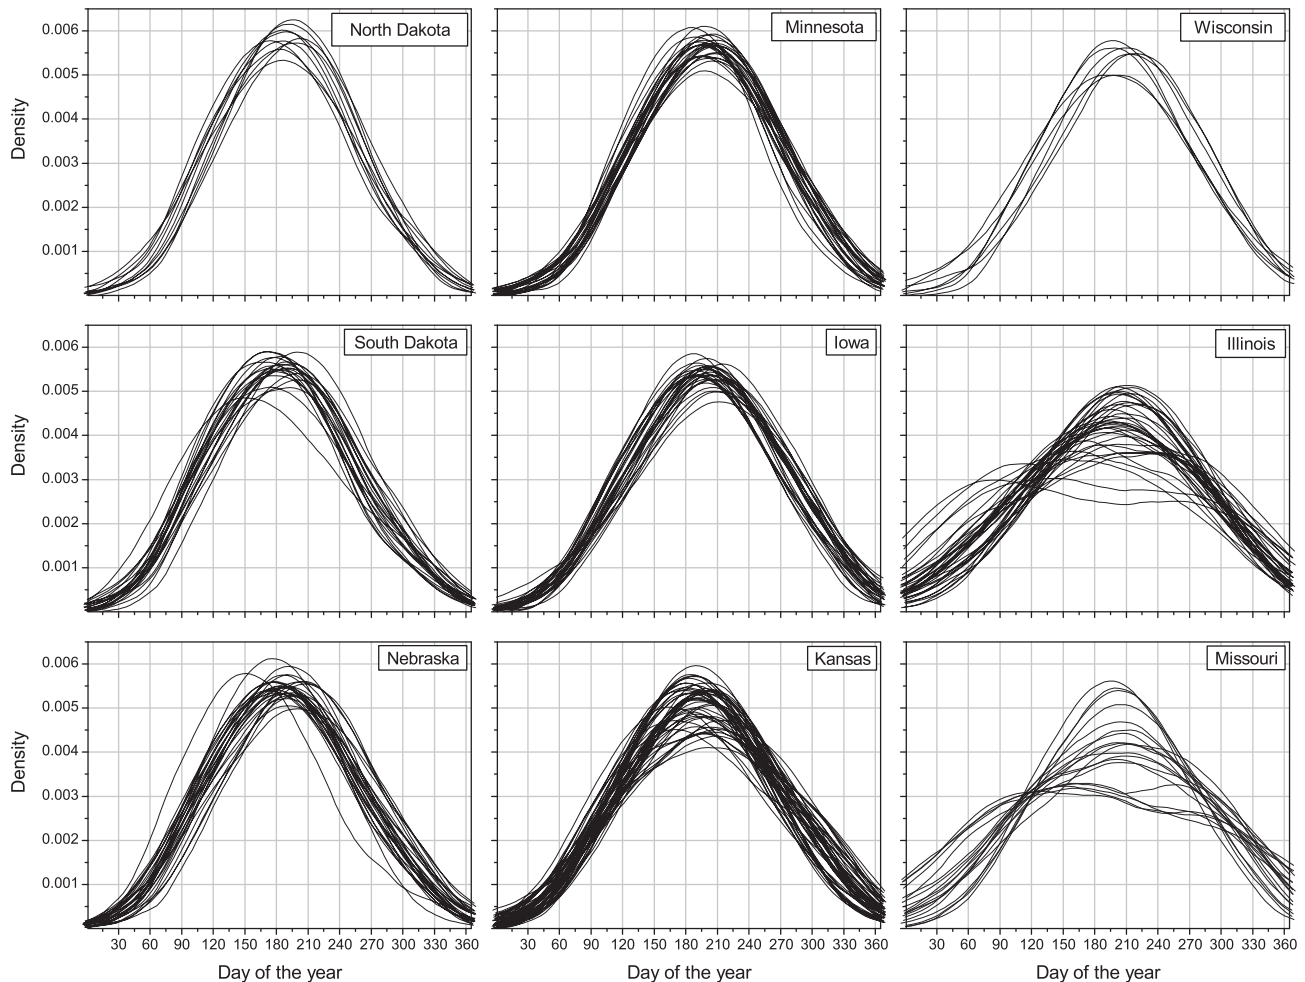 North Dakota
Minnesota
Wisconsin
0.006
0.005
0.004
0.003
0.002
0.001
Density
South Dakota
Iowa
Illinois
0.006
0.005
0.004
0.003
0.002
0.001
Density
Nebraska
Kansas
Missouri
0.006
0.005
0.004
0.003
0.002
0.001
Density
30 60 90 120 150 180 210 240 270 300 330 360
30 60 90 120 150 180 210 240 270 300 330 360
30 60 90 120 150 180 210 240 270 300 330 360
Day of the year
Day of the year
Day of the year